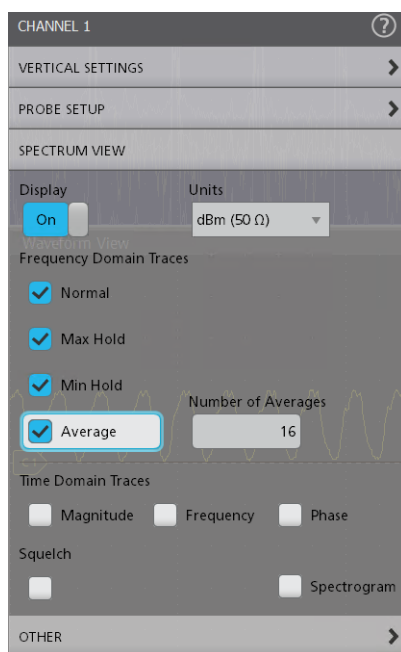 CHANNEL 1 ?
VERTICAL SETTINGS
PROBE SETUP
SPECTRUM VIEW
Display Units
On dBm (50 Ω)
Waveform View
Frequency Domain Traces
Normal
Max Hold
Min Hold
Number of Averages
Average 16
C1
Time Domain Traces
Magnitude Frequency Phase
Squelch
Spectrogram
OTHER